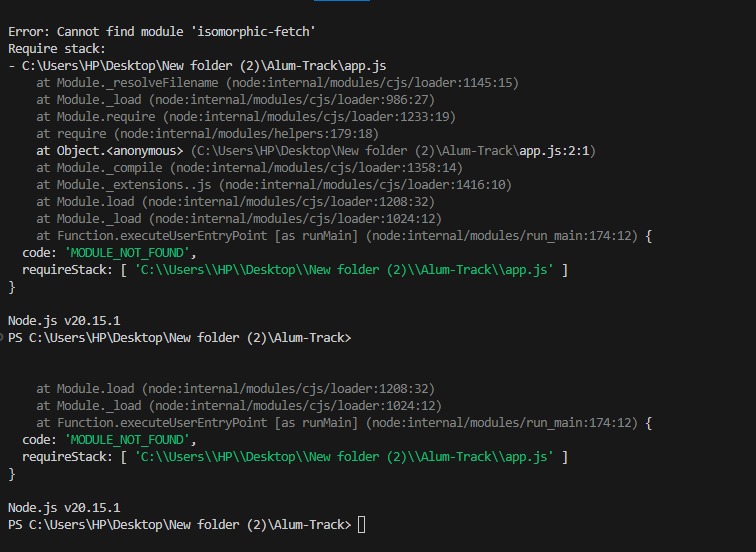 Error: Cannot find module 'isomorphic-fetch'
Require stack:
- C:\Users\HP\Desktop\New folder (2)\Alum-Track\app.js
    at Module._resolveFilename (node:internal/modules/cjs/loader:1145:15)
    at Module._load (node:internal/modules/cjs/loader:986:27)
    at Module.require (node:internal/modules/cjs/loader:1233:19)
    at require (node:internal/modules/helpers:179:18)
    at Object.<anonymous> (C:\Users\HP\Desktop\New folder (2)\Alum-Track\app.js:2:1)
    at Module._compile (node:internal/modules/cjs/loader:1358:14)
    at Module._extensions..js (node:internal/modules/cjs/loader:1416:10)
    at Module.load (node:internal/modules/cjs/loader:1208:32)
    at Module._load (node:internal/modules/cjs/loader:1024:12)
    at Function.executeUserEntryPoint [as runMain] (node:internal/modules/run_main:174:12) {
  code: 'MODULE_NOT_FOUND',
  requireStack: [ 'C:\\Users\\HP\\Desktop\\New folder (2)\\Alum-Track\\app.js' ]
}
Node.js v20.15.1
PS C:\Users\HP\Desktop\New folder (2)\Alum-Track>
    at Module.load (node:internal/modules/cjs/loader:1208:32)
    at Module._load (node:internal/modules/cjs/loader:1024:12)
    at Function.executeUserEntryPoint [as runMain] (node:internal/modules/run_main:174:12) {
  code: 'MODULE_NOT_FOUND',
  requireStack: [ 'C:\\Users\\HP\\Desktop\\New folder (2)\\Alum-Track\\app.js' ]
}
Node.js v20.15.1
PS C:\Users\HP\Desktop\New folder (2)\Alum-Track>